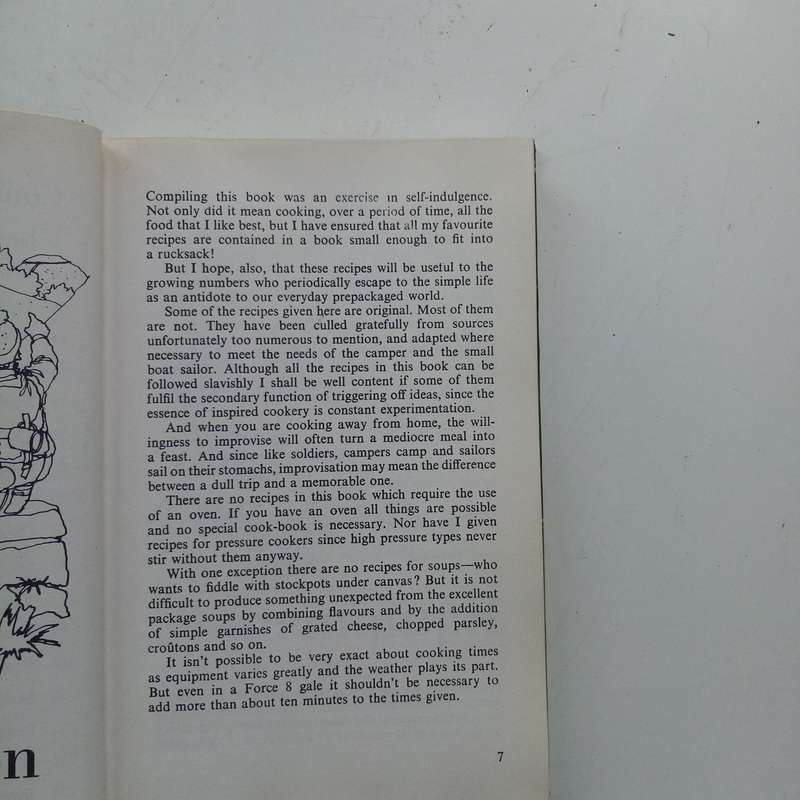 Compiling this book was an exercise in self-indulgence.
Not only did it mean cooking, over a period of time, all the
food that I like best, but I have ensured that all my favourite
recipes are contained in a book small enough to fit into
a rucksack!
But I hope, also, that these recipes will be useful to the
growing numbers who periodically escape to the simple life
as an antidote to our everyday prepackaged world.
Some of the recipes given here are original. Most of them
are not. They have been culled gratefully from sources
unfortunately too numerous to mention, and adapted where
necessary to meet the needs of the camper and the small
boat sailor. Although all the recipes in this book can be
followed slavishly I shall be well content if some of them
fulfil the secondary function of triggering off ideas, since the
essence of inspired cookery is constant experimentation.
And when you are cooking away from home, the will-
ingness to improvise will often turn a mediocre meal into
a feast. And since like soldiers, campers camp and sailors
sail on their stomachs, improvisation may mean the difference
between a dull trip and a memorable one.
There are no recipes in this book which require the use
of an oven. If you have an oven all things are possible
and no special cook-book is necessary. Nor have I given
recipes for pressure cookers since high pressure types never
stir without them anyway.
With one exception there are no recipes for soups—who
wants to fiddle with stockpots under canvas? But it is not
difficult to produce something unexpected from the excellent
package soups by combining flavours and by the addition
of simple garnishes of grated cheese, chopped parsley,
croûtons and so on.
It isn't possible to be very exact about cooking times
as equipment varies greatly and the weather plays its part.
But even in a Force 8 gale it shouldn't be necessary to
add more than about ten minutes to the times given.
n
7